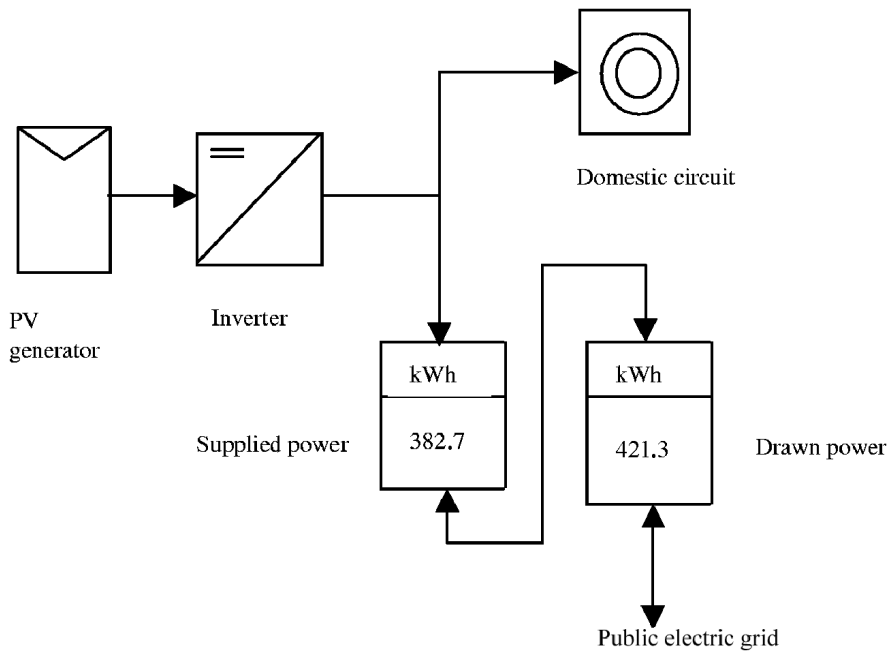 Domestic circuit
PV
generator
Inverter
kWh
kWh
Supplied power
382.7
421.3
Drawn power
Public electric grid